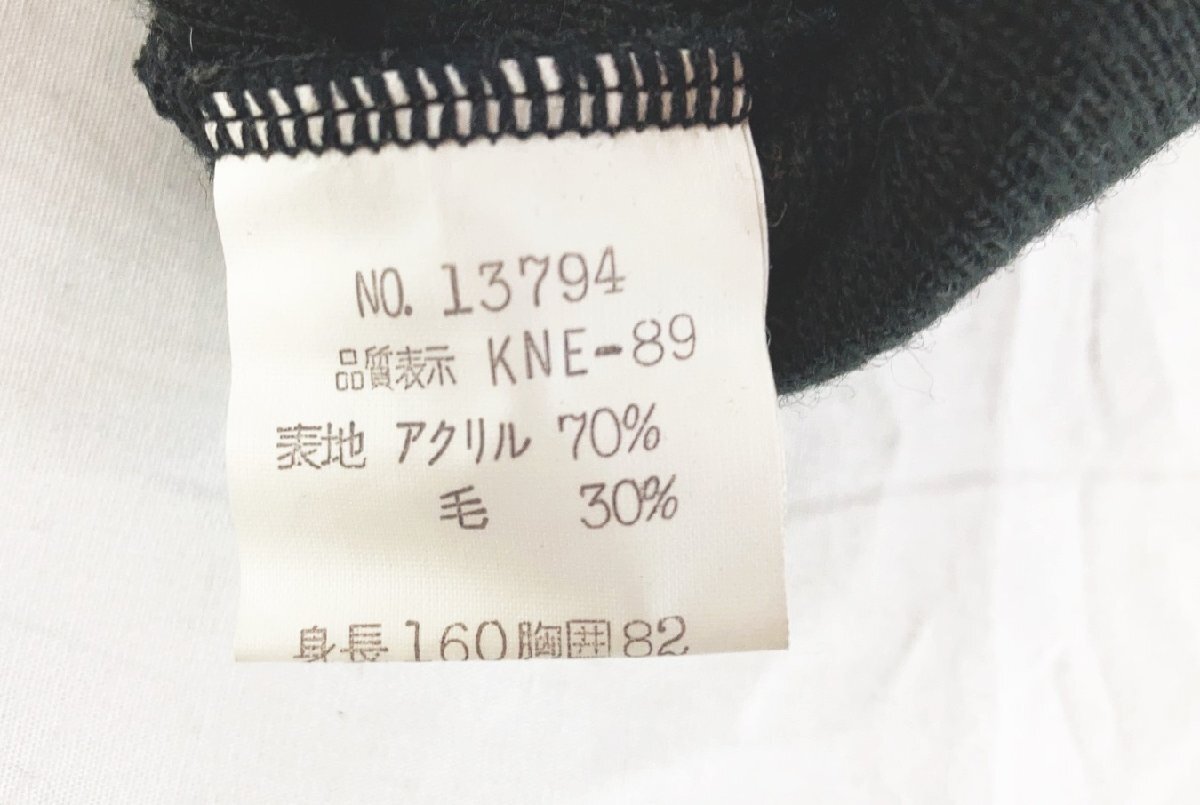 NO. 13794
品質表示 KNE-89
表地 アクリル 70%
毛 30%
身長160胸囲82